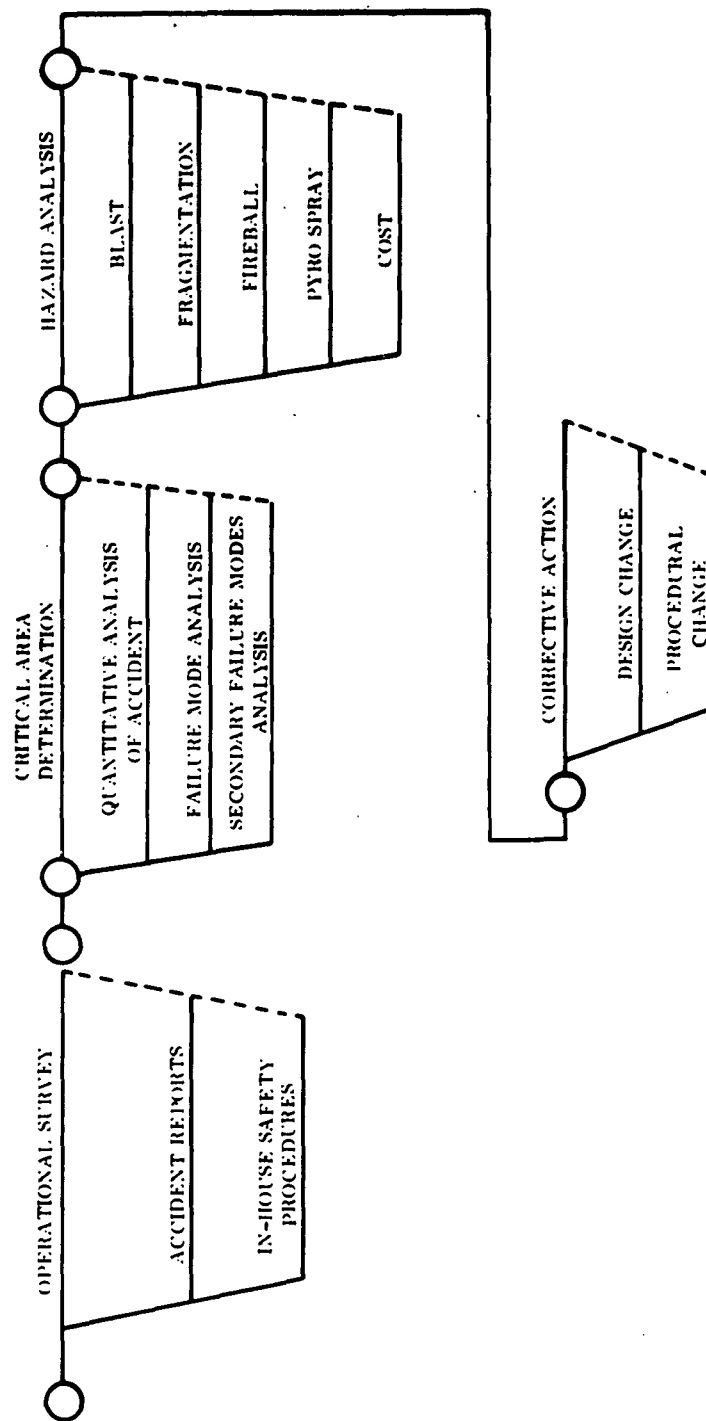 OPERATIONAL SURVEY
ACCIDENT REPORTS
IN-HOUSE SAFETY
PROCEDURES
CRITICAL AREA
DETERMINATION
QUANTITATIVE ANALYSIS
OF ACCIDENT
FAILURE MODE ANALYSIS
SECONDARY FAILURE MODES
ANALYSIS
HAZARD ANALYSIS
BLAST
FRAGMENTATION
FIREBALL
PYRO SPRAY
COST
CORRECTIVE ACTION
DESIGN CHANGE
PROCEDURAL
CHANGE